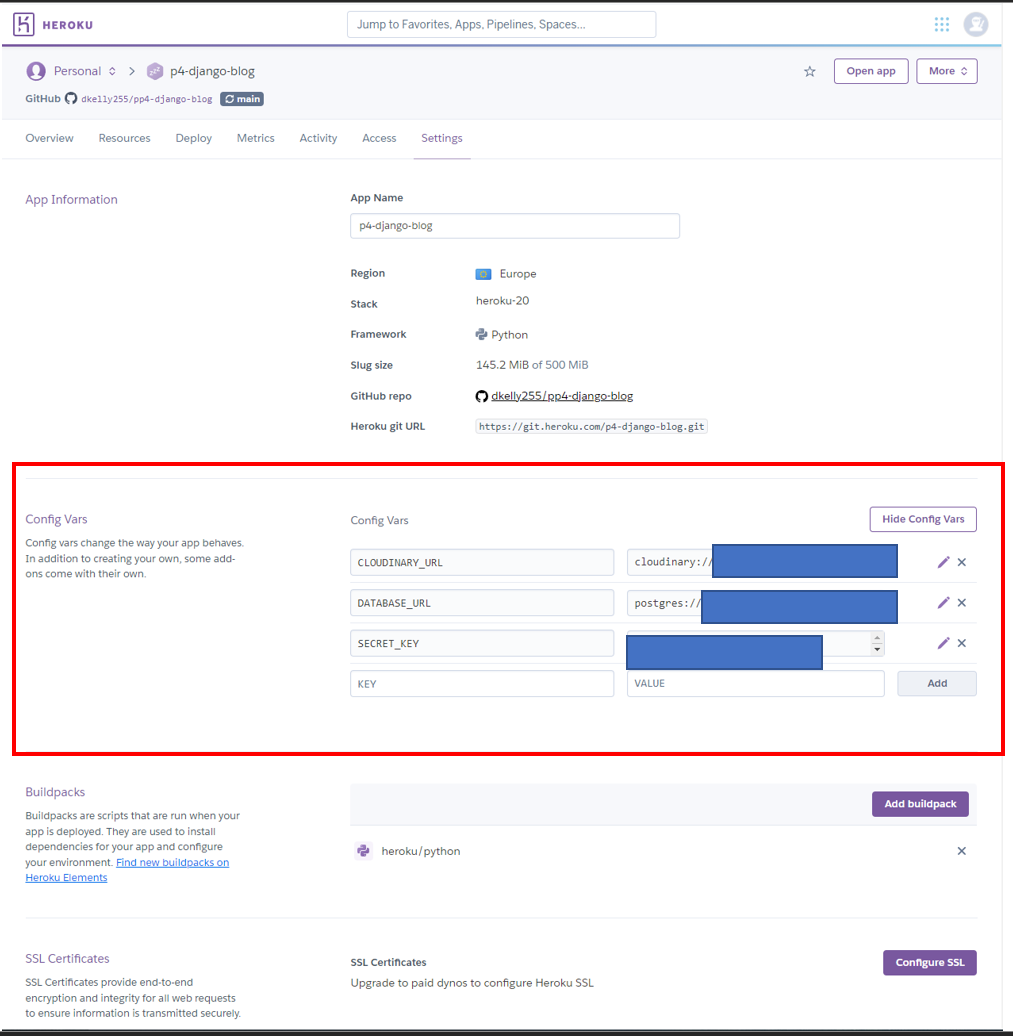 HEROKU
Jump to Favorites, Apps, Pipelines, Spaces...
Personal
p4-django-blog
Open app
More
GitHub dkelly255/pp4-django-blog main
Overview Resources Deploy Metrics Activity Access Settings
App Information
App Name
p4-django-blog
Region Europe
Stack heroku-20
Framework Python
Slug size 145.2 MiB of 500 MiB
GitHub repo dkelly255/pp4-django-blog
Heroku git URL https://git.heroku.com/p4-django-blog.git
Config Vars
Config vars change the way your app behaves.
In addition to creating your own, some add-
ons come with their own.
Config Vars
Hide Config Vars
CLOUDINARY_URL cloudinary://
DATABASE_URL postgres://
SECRET_KEY
KEY VALUE Add
Buildpacks
Buildpacks are scripts that are run when your
app is deployed. They are used to install
dependencies for your app and configure
your environment. Find new buildpacks on
Heroku Elements
Add buildpack
heroku/python
SSL Certificates
SSL Certificates provide end-to-end
encryption and integrity for all web requests
to ensure information is transmitted securely.
SSL Certificates
Upgrade to paid dynos to configure Heroku SSL
Configure SSL